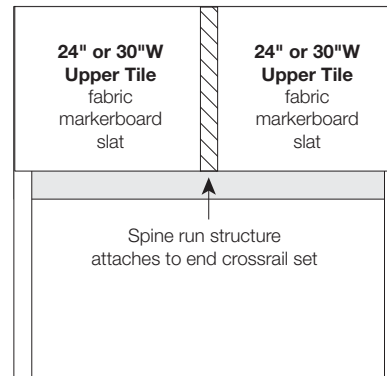 24" or 30"W
Upper Tile
fabric
markerboard
slat
24" or 30"W
Upper Tile
fabric
markerboard
slat
Spine run structure
attaches to end crossrail set